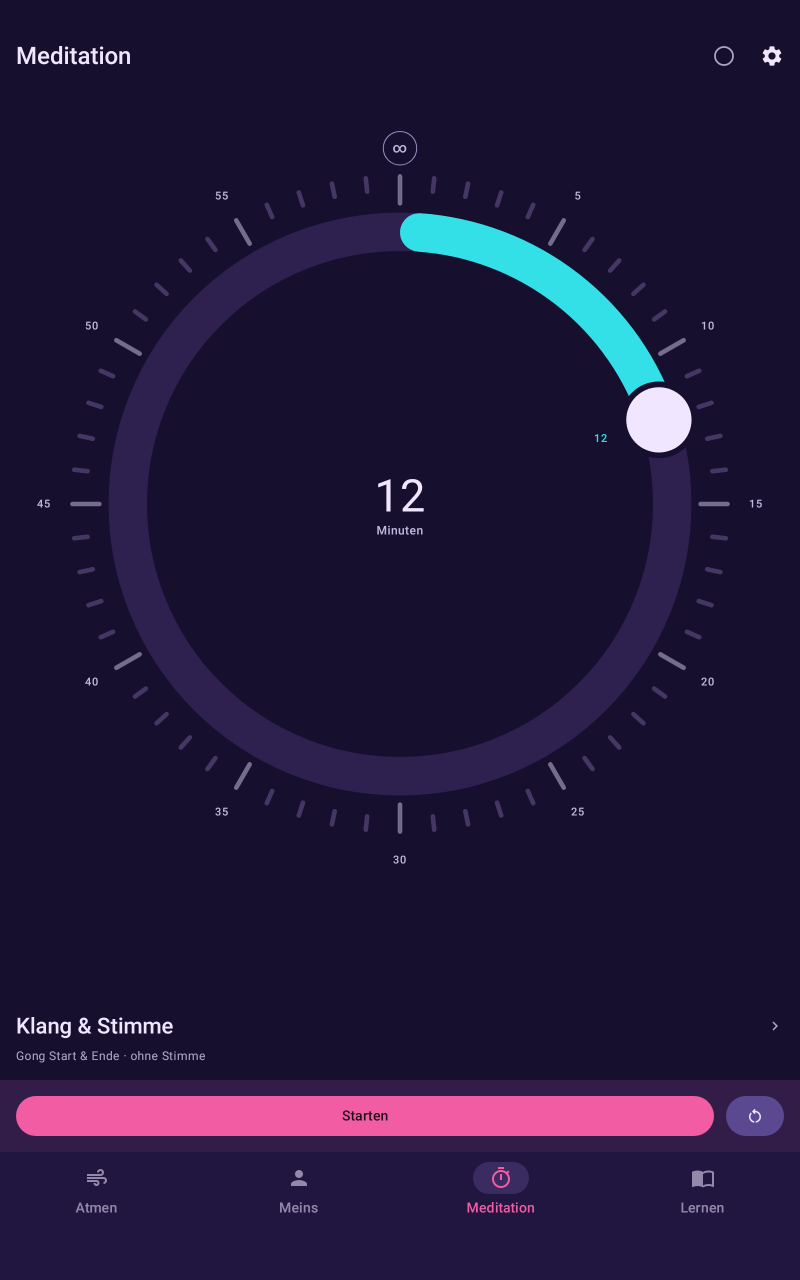 Meditation
∞
55
5
50
10
12
12
Minuten
45
15
40
20
35
25
30
Klang & Stimme
Gong Start & Ende · ohne Stimme
Starten
Atmen
Meins
Meditation
Lernen